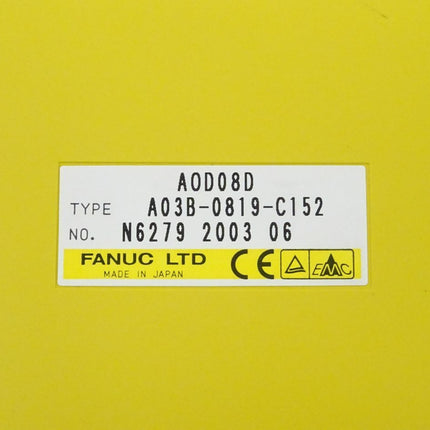 AOD08D
TYPE A03B-0819-C152
NO. N6279 2003 06
FANUC LTD
MADE IN JAPAN
CE
EMC